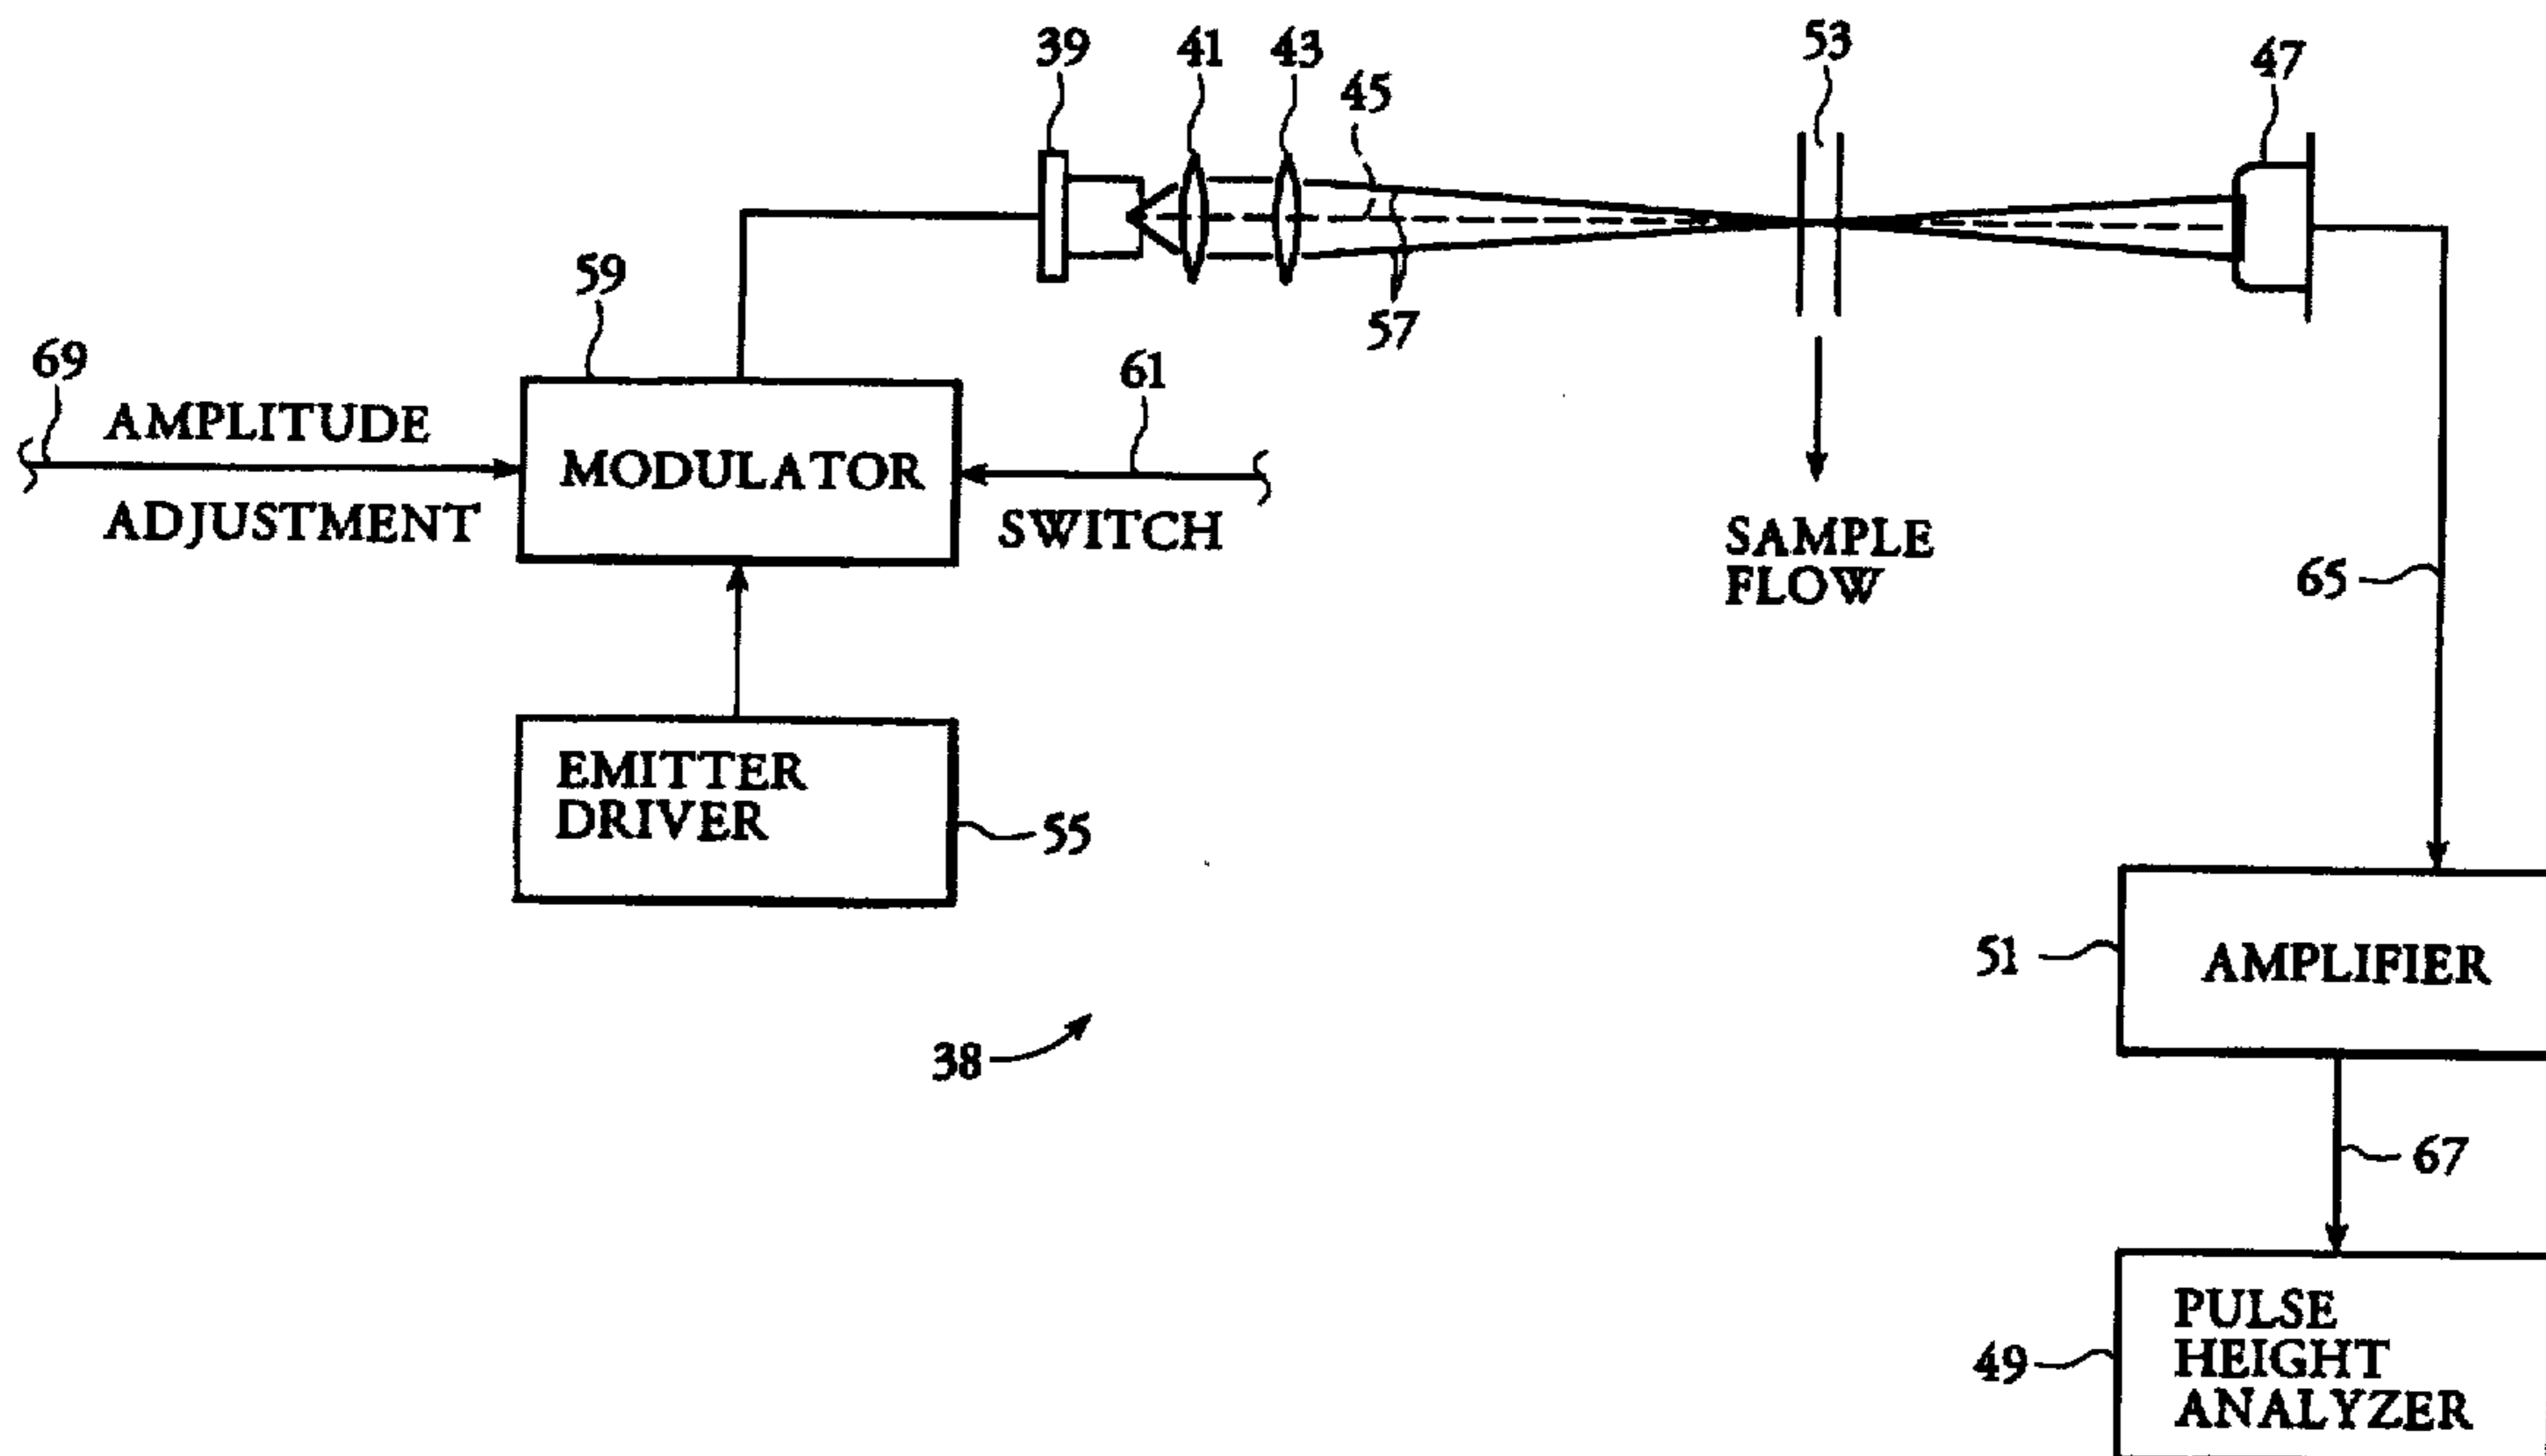 39
41
43
45
53
47
57
59
69
AMPLITUDE
ADJUSTMENT
MODULATOR
61
SWITCH
SAMPLE
FLOW
65
EMITTER
DRIVER
55
51
AMPLIFIER
38
67
49
PULSE
HEIGHT
ANALYZER